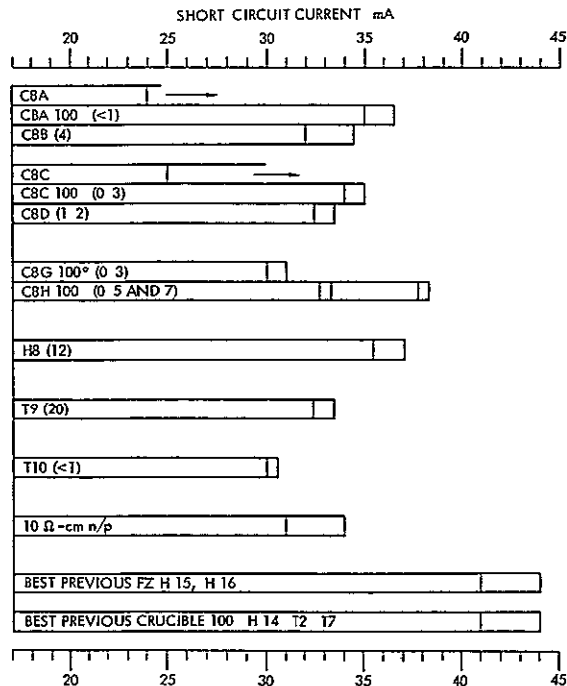 SHORT CIRCUIT CURRENT mA
20 25 30 35 40 45
C8A
C8A 100 (<1)
C8B (4)
C8C
C8C 100 (0 3)
C8D (1 2)
C8G 100° (0 3)
C8H 100 (0 5 AND 7)
H8 (12)
T9 (20)
T10 (<1)
10 Ω-cm n/p
BEST PREVIOUS FZ H 15, H 16
BEST PREVIOUS CRUCIBLE 100 H 14 T2 17
20 25 30 35 40 45